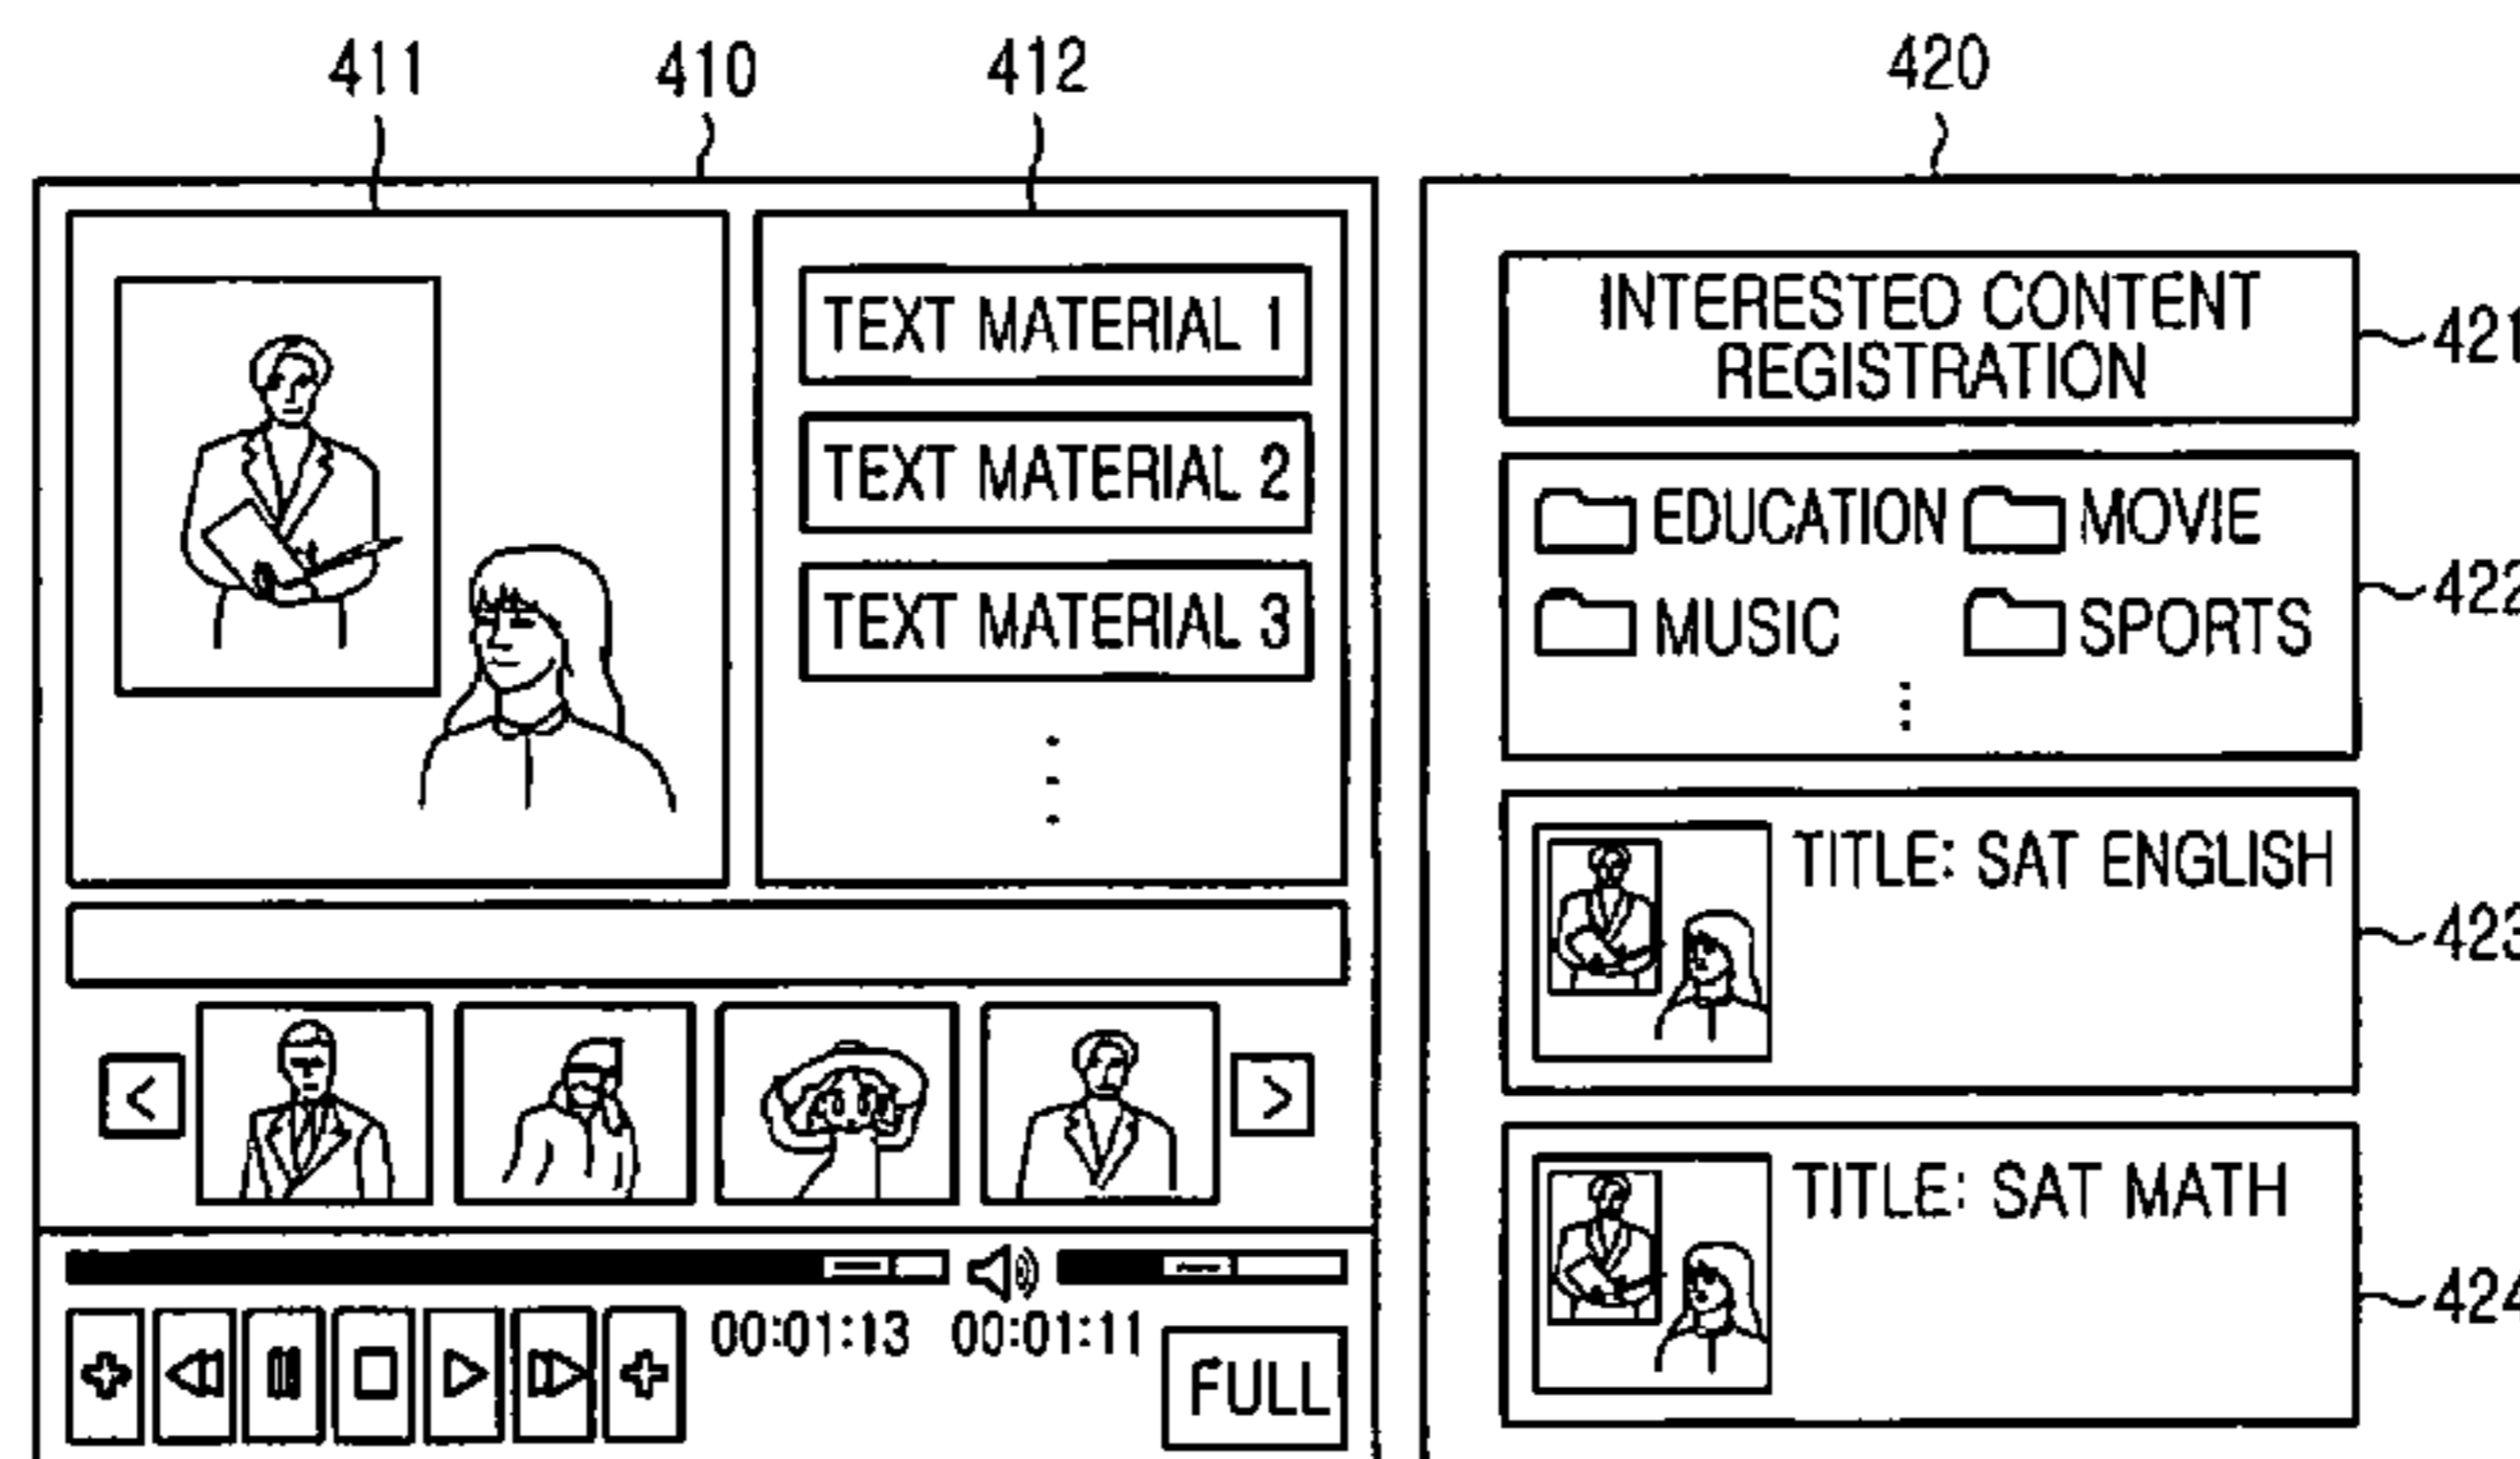 411 410 412 420
TEXT MATERIAL 1
TEXT MATERIAL 2
TEXT MATERIAL 3
<
>
00:01:13 00:01:11
FULL
INTERESTED CONTENT
REGISTRATION
421
EDUCATION MOVIE
MUSIC SPORTS
422
TITLE: SAT ENGLISH
423
TITLE: SAT MATH
424